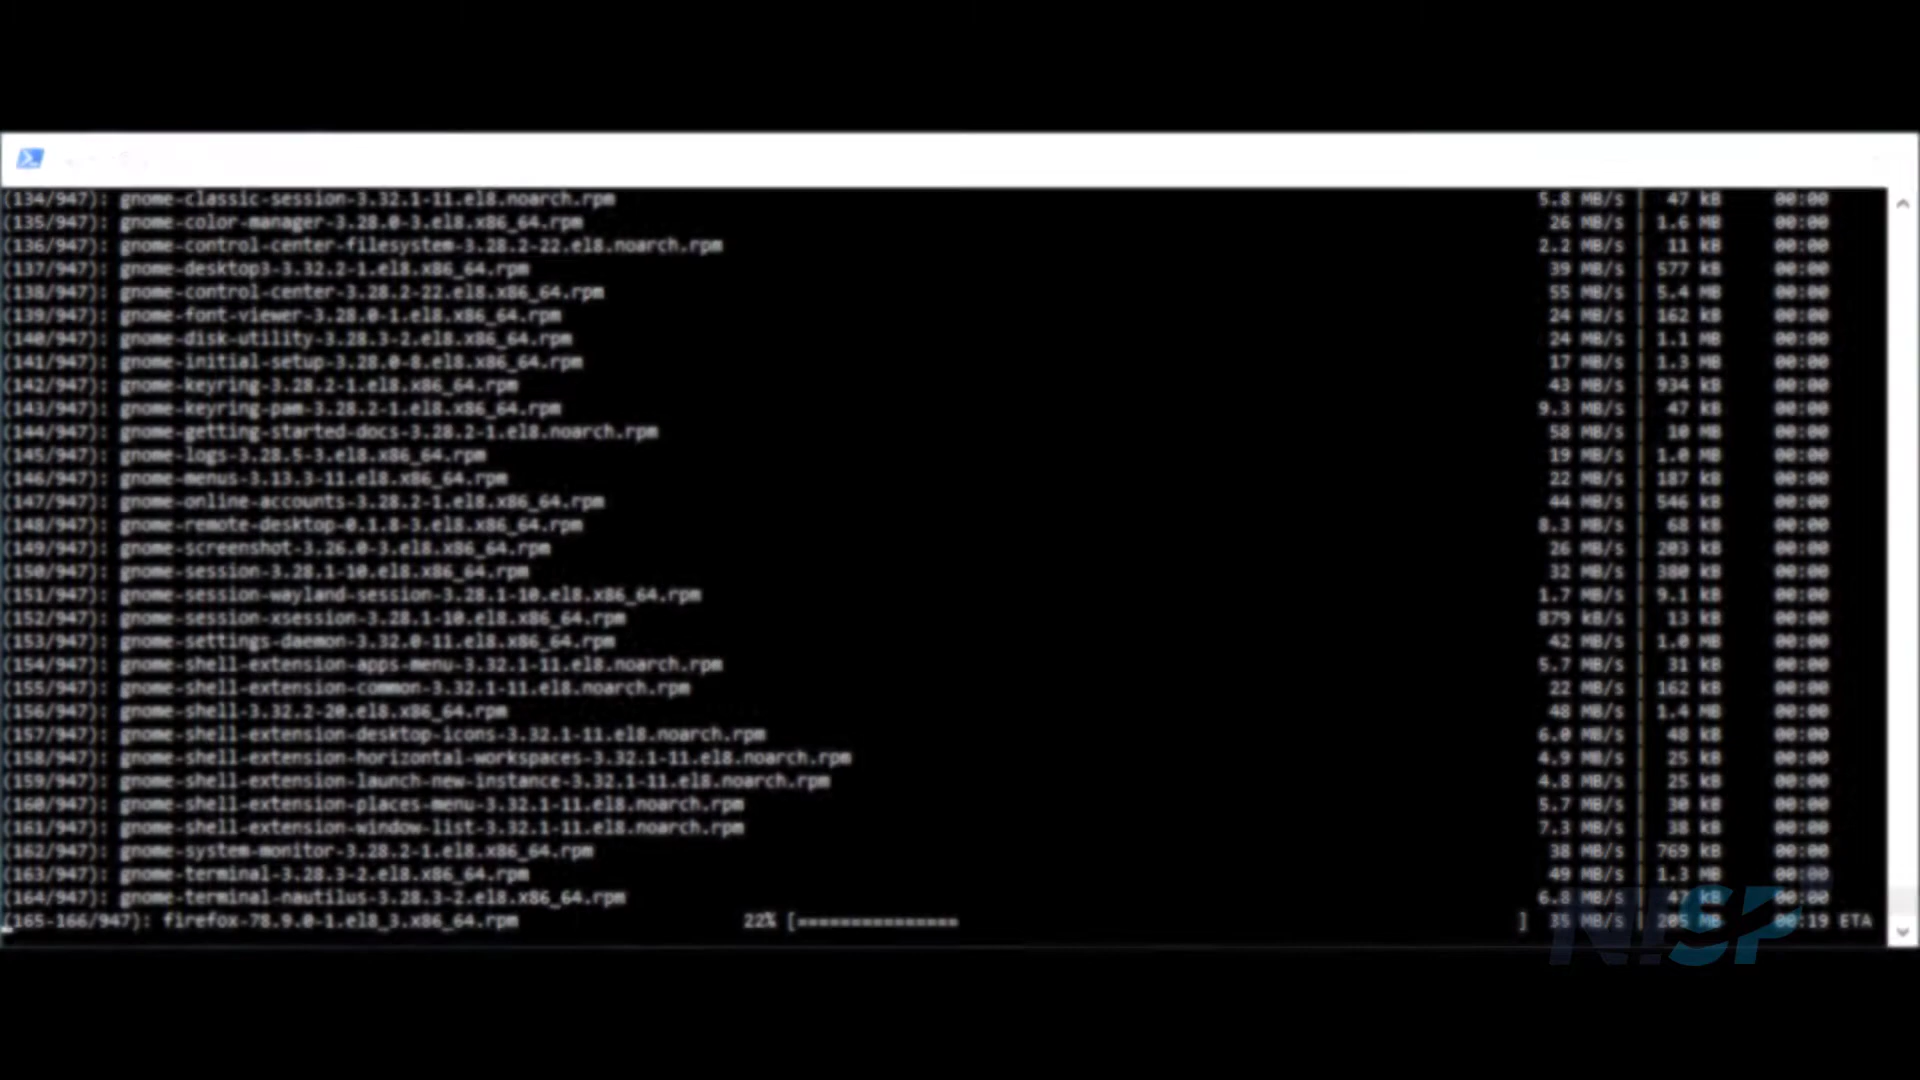 (134/947): gnome-classic-session-3.32.1-11.el8.noarch.rpm 5.8 MB/s | 47 kB 00:00
(135/947): gnome-color-manager-3.28.0-3.el8.x86_64.rpm 26 MB/s | 1.6 MB 00:00
(136/947): gnome-control-center-filesystem-3.28.2-22.el8.noarch.rpm 2.2 MB/s | 11 kB 00:00
(137/947): gnome-desktop3-3.32.2-1.el8.x86_64.rpm 39 MB/s | 577 kB 00:00
(138/947): gnome-control-center-3.28.2-22.el8.x86_64.rpm 55 MB/s | 5.4 MB 00:00
(139/947): gnome-font-viewer-3.28.0-1.el8.x86_64.rpm 24 MB/s | 162 kB 00:00
(140/947): gnome-disk-utility-3.28.3-2.el8.x86_64.rpm 24 MB/s | 1.1 MB 00:00
(141/947): gnome-initial-setup-3.28.0-8.el8.x86_64.rpm 17 MB/s | 1.3 MB 00:00
(142/947): gnome-keyring-3.28.2-1.el8.x86_64.rpm 43 MB/s | 934 kB 00:00
(143/947): gnome-keyring-pam-3.28.2-1.el8.x86_64.rpm 9.3 MB/s | 47 kB 00:00
(144/947): gnome-getting-started-docs-3.28.2-1.el8.noarch.rpm 58 MB/s | 10 MB 00:00
(145/947): gnome-logs-3.28.5-3.el8.x86_64.rpm 19 MB/s | 1.0 MB 00:00
(146/947): gnome-menus-3.13.3-11.el8.x86_64.rpm 22 MB/s | 187 kB 00:00
(147/947): gnome-online-accounts-3.28.2-1.el8.x86_64.rpm 44 MB/s | 546 kB 00:00
(148/947): gnome-remote-desktop-0.1.8-3.el8.x86_64.rpm 8.3 MB/s | 68 kB 00:00
(149/947): gnome-screenshot-3.26.0-3.el8.x86_64.rpm 26 MB/s | 203 kB 00:00
(150/947): gnome-session-3.28.1-10.el8.x86_64.rpm 32 MB/s | 380 kB 00:00
(151/947): gnome-session-wayland-session-3.28.1-10.el8.x86_64.rpm 1.7 MB/s | 9.1 kB 00:00
(152/947): gnome-session-xsession-3.28.1-10.el8.x86_64.rpm 879 kB/s | 13 kB 00:00
(153/947): gnome-settings-daemon-3.32.0-11.el8.x86_64.rpm 42 MB/s | 1.0 MB 00:00
(154/947): gnome-shell-extension-apps-menu-3.32.1-11.el8.noarch.rpm 5.7 MB/s | 31 kB 00:00
(155/947): gnome-shell-extension-common-3.32.1-11.el8.noarch.rpm 22 MB/s | 162 kB 00:00
(156/947): gnome-shell-3.32.2-20.el8.x86_64.rpm 48 MB/s | 1.4 MB 00:00
(157/947): gnome-shell-extension-desktop-icons-3.32.1-11.el8.noarch.rpm 6.0 MB/s | 48 kB 00:00
(158/947): gnome-shell-extension-horizontal-workspaces-3.32.1-11.el8.noarch.rpm 4.9 MB/s | 25 kB 00:00
(159/947): gnome-shell-extension-launch-new-instance-3.32.1-11.el8.noarch.rpm 4.8 MB/s | 25 kB 00:00
(160/947): gnome-shell-extension-places-menu-3.32.1-11.el8.noarch.rpm 5.7 MB/s | 30 kB 00:00
(161/947): gnome-shell-extension-window-list-3.32.1-11.el8.noarch.rpm 7.3 MB/s | 38 kB 00:00
(162/947): gnome-system-monitor-3.28.2-1.el8.x86_64.rpm 38 MB/s | 769 kB 00:00
(163/947): gnome-terminal-3.28.3-2.el8.x86_64.rpm 49 MB/s | 1.3 MB 00:00
(164/947): gnome-terminal-nautilus-3.28.3-2.el8.x86_64.rpm 6.8 MB/s | 47 kB 00:00
(165-166/947): firefox-78.9.0-1.el8_3.x86_64.rpm 22% [=============== ] 35 MB/s | 205 MB 00:19 ETA
NISP